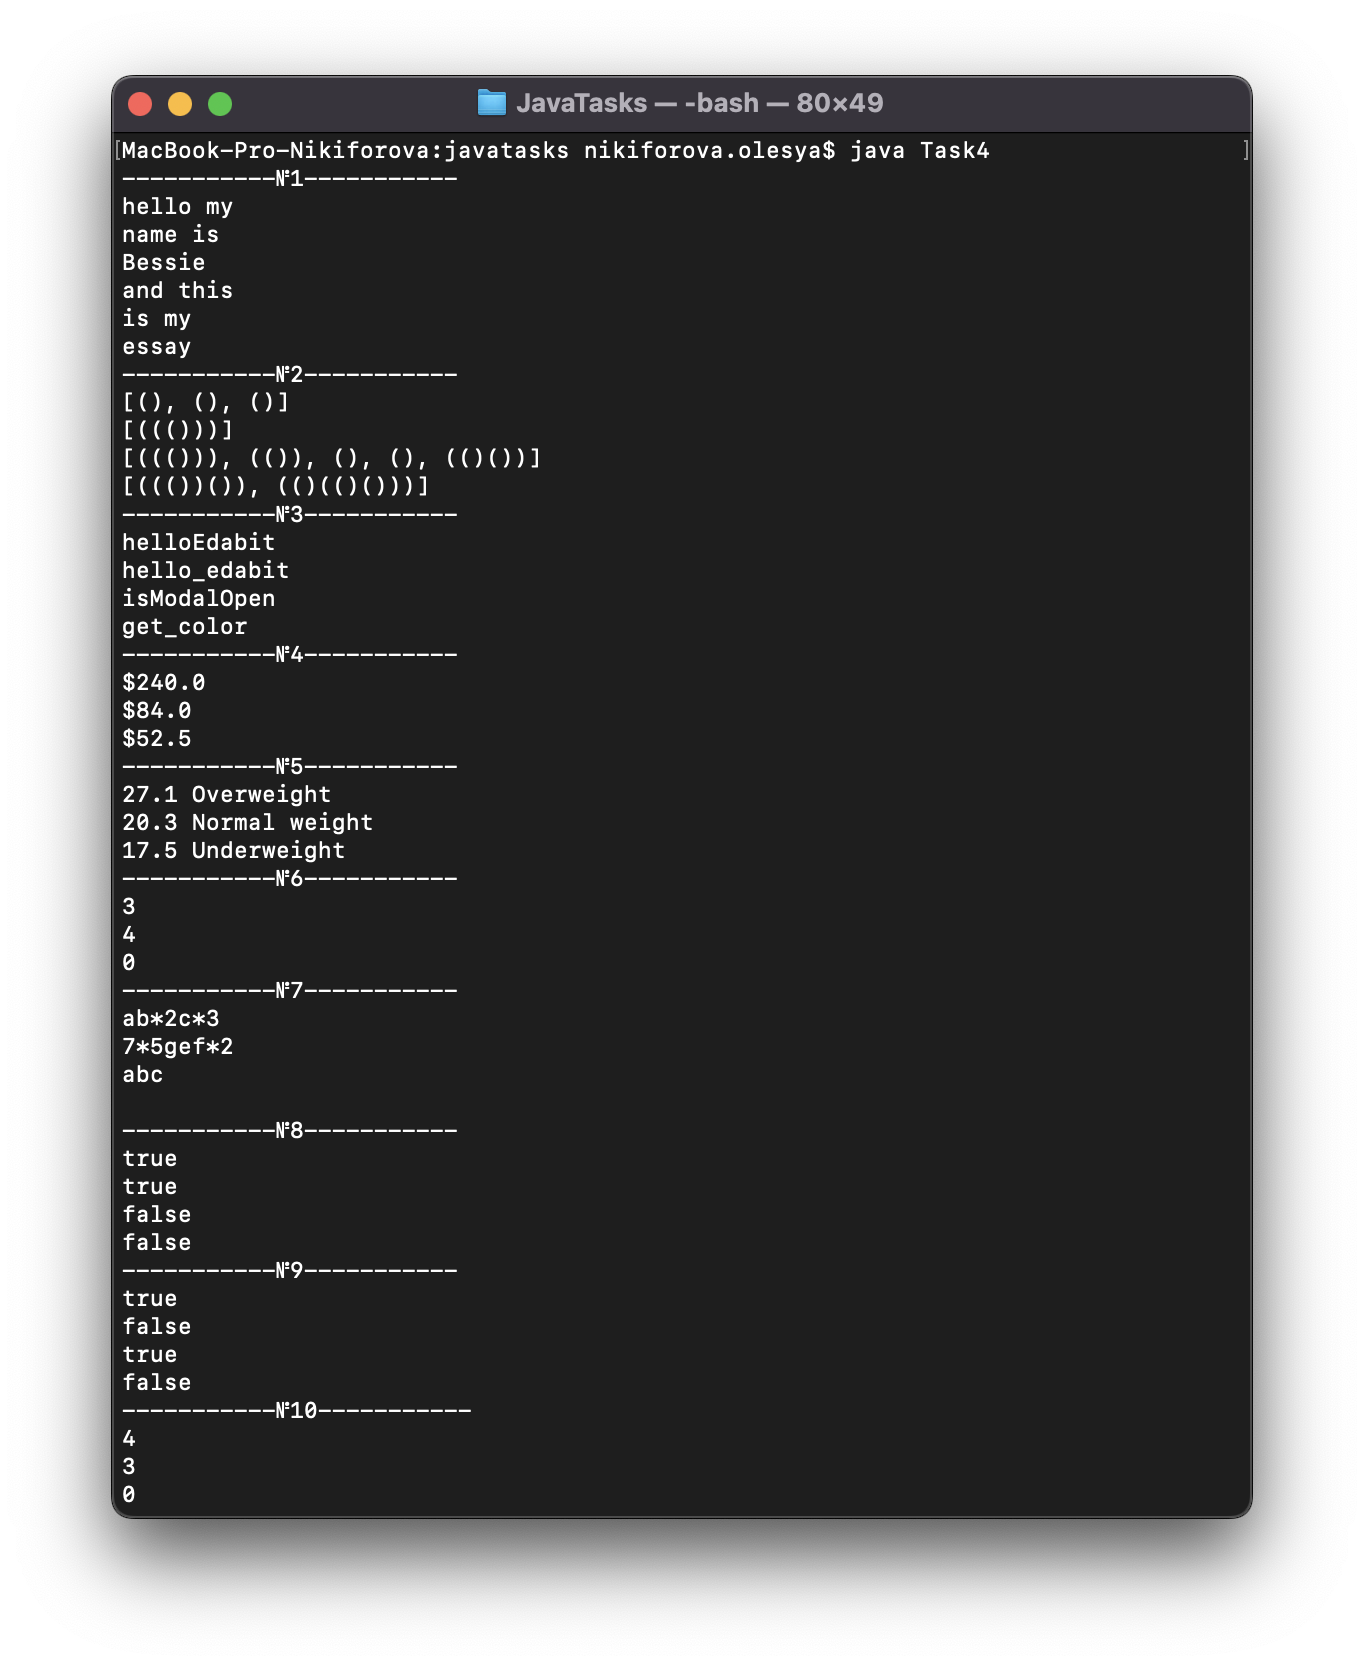 JavaTasks — -bash — 80×49
[MacBook-Pro-Nikiforova:javatasks nikiforova.olesya$ java Task4 ]
-----------№1-----------
hello my
name is
Bessie
and this
is my
essay
-----------№2-----------
[(), (), ()]
[((()))]
[((())), (()), (), (), (()())]
[((())()), (()(()()))]
-----------№3-----------
helloEdabit
hello_edabit
isModalOpen
get_color
-----------№4-----------
$240.0
$84.0
$52.5
-----------№5-----------
27.1 Overweight
20.3 Normal weight
17.5 Underweight
-----------№6-----------
3
4
0
-----------№7-----------
ab*2c*3
7*5gef*2
abc

-----------№8-----------
true
true
false
false
-----------№9-----------
true
false
true
false
-----------№10-----------
4
3
0